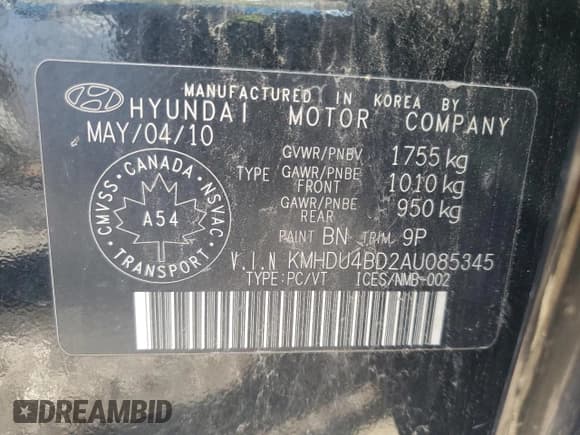 MANUFACTURED IN KOREA BY
HYUNDAI MOTOR COMPANY
MAY/04/10
GVWR/PNBV 1755 kg
TYPE GAWR/PNBE FRONT 1010 kg
GAWR/PNBE REAR 950 kg
PAINT BN TRIM 9P
V.I.N KMHDU4BD2AU085345
TYPE:PC/VT ICES/NMB-002
CMVSS · CANADA · NSVAC
A54
TRANSPORT
DREAMBID